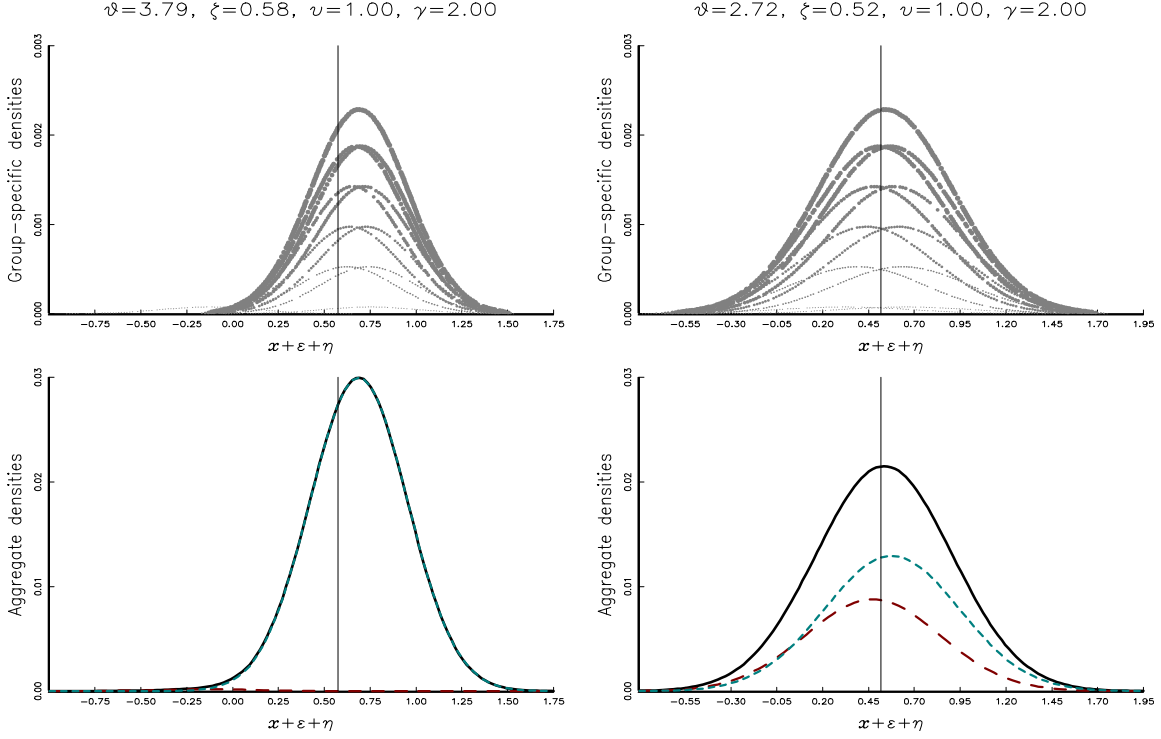 ϑ=3.79, ζ=0.58, υ=1.00, γ=2.00
Group-specific densities
0.003
0.002
0.001
0.000
-0.75 -0.50 -0.25 0.00 0.25 0.50 0.75 1.00 1.25 1.50 1.75
x+ε+η
ϑ=2.72, ζ=0.52, υ=1.00, γ=2.00
Group-specific densities
0.003
0.002
0.001
0.000
-0.55 -0.30 -0.05 0.20 0.45 0.70 0.95 1.20 1.45 1.70 1.95
x+ε+η
Aggregate densities
0.03
0.02
0.01
0.00
-0.75 -0.50 -0.25 0.00 0.25 0.50 0.75 1.00 1.25 1.50 1.75
x+ε+η
Aggregate densities
0.03
0.02
0.01
0.00
-0.55 -0.30 -0.05 0.20 0.45 0.70 0.95 1.20 1.45 1.70 1.95
x+ε+η